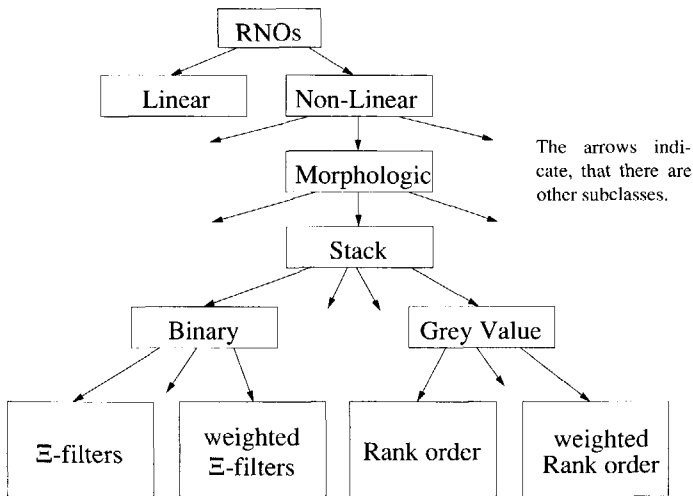 RNOs
Linear
Non-Linear
The arrows indi-
cate, that there are
other subclasses.
Morphologic
Stack
Binary
Grey Value
Ξ-filters
weighted
Ξ-filters
Rank order
weighted
Rank order